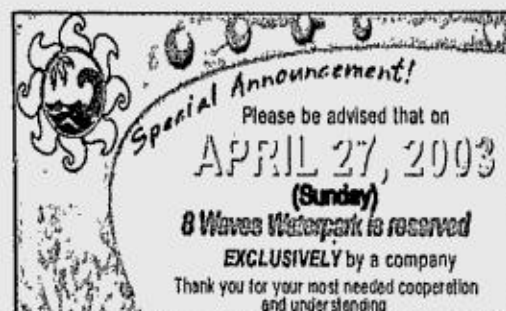 Special Announcement!
Please be advised that on
APRIL 27, 2003
(Sunday)
8 Waves Waterpark is reserved
EXCLUSIVELY by a company
Thank you for your most needed cooperation
and understanding